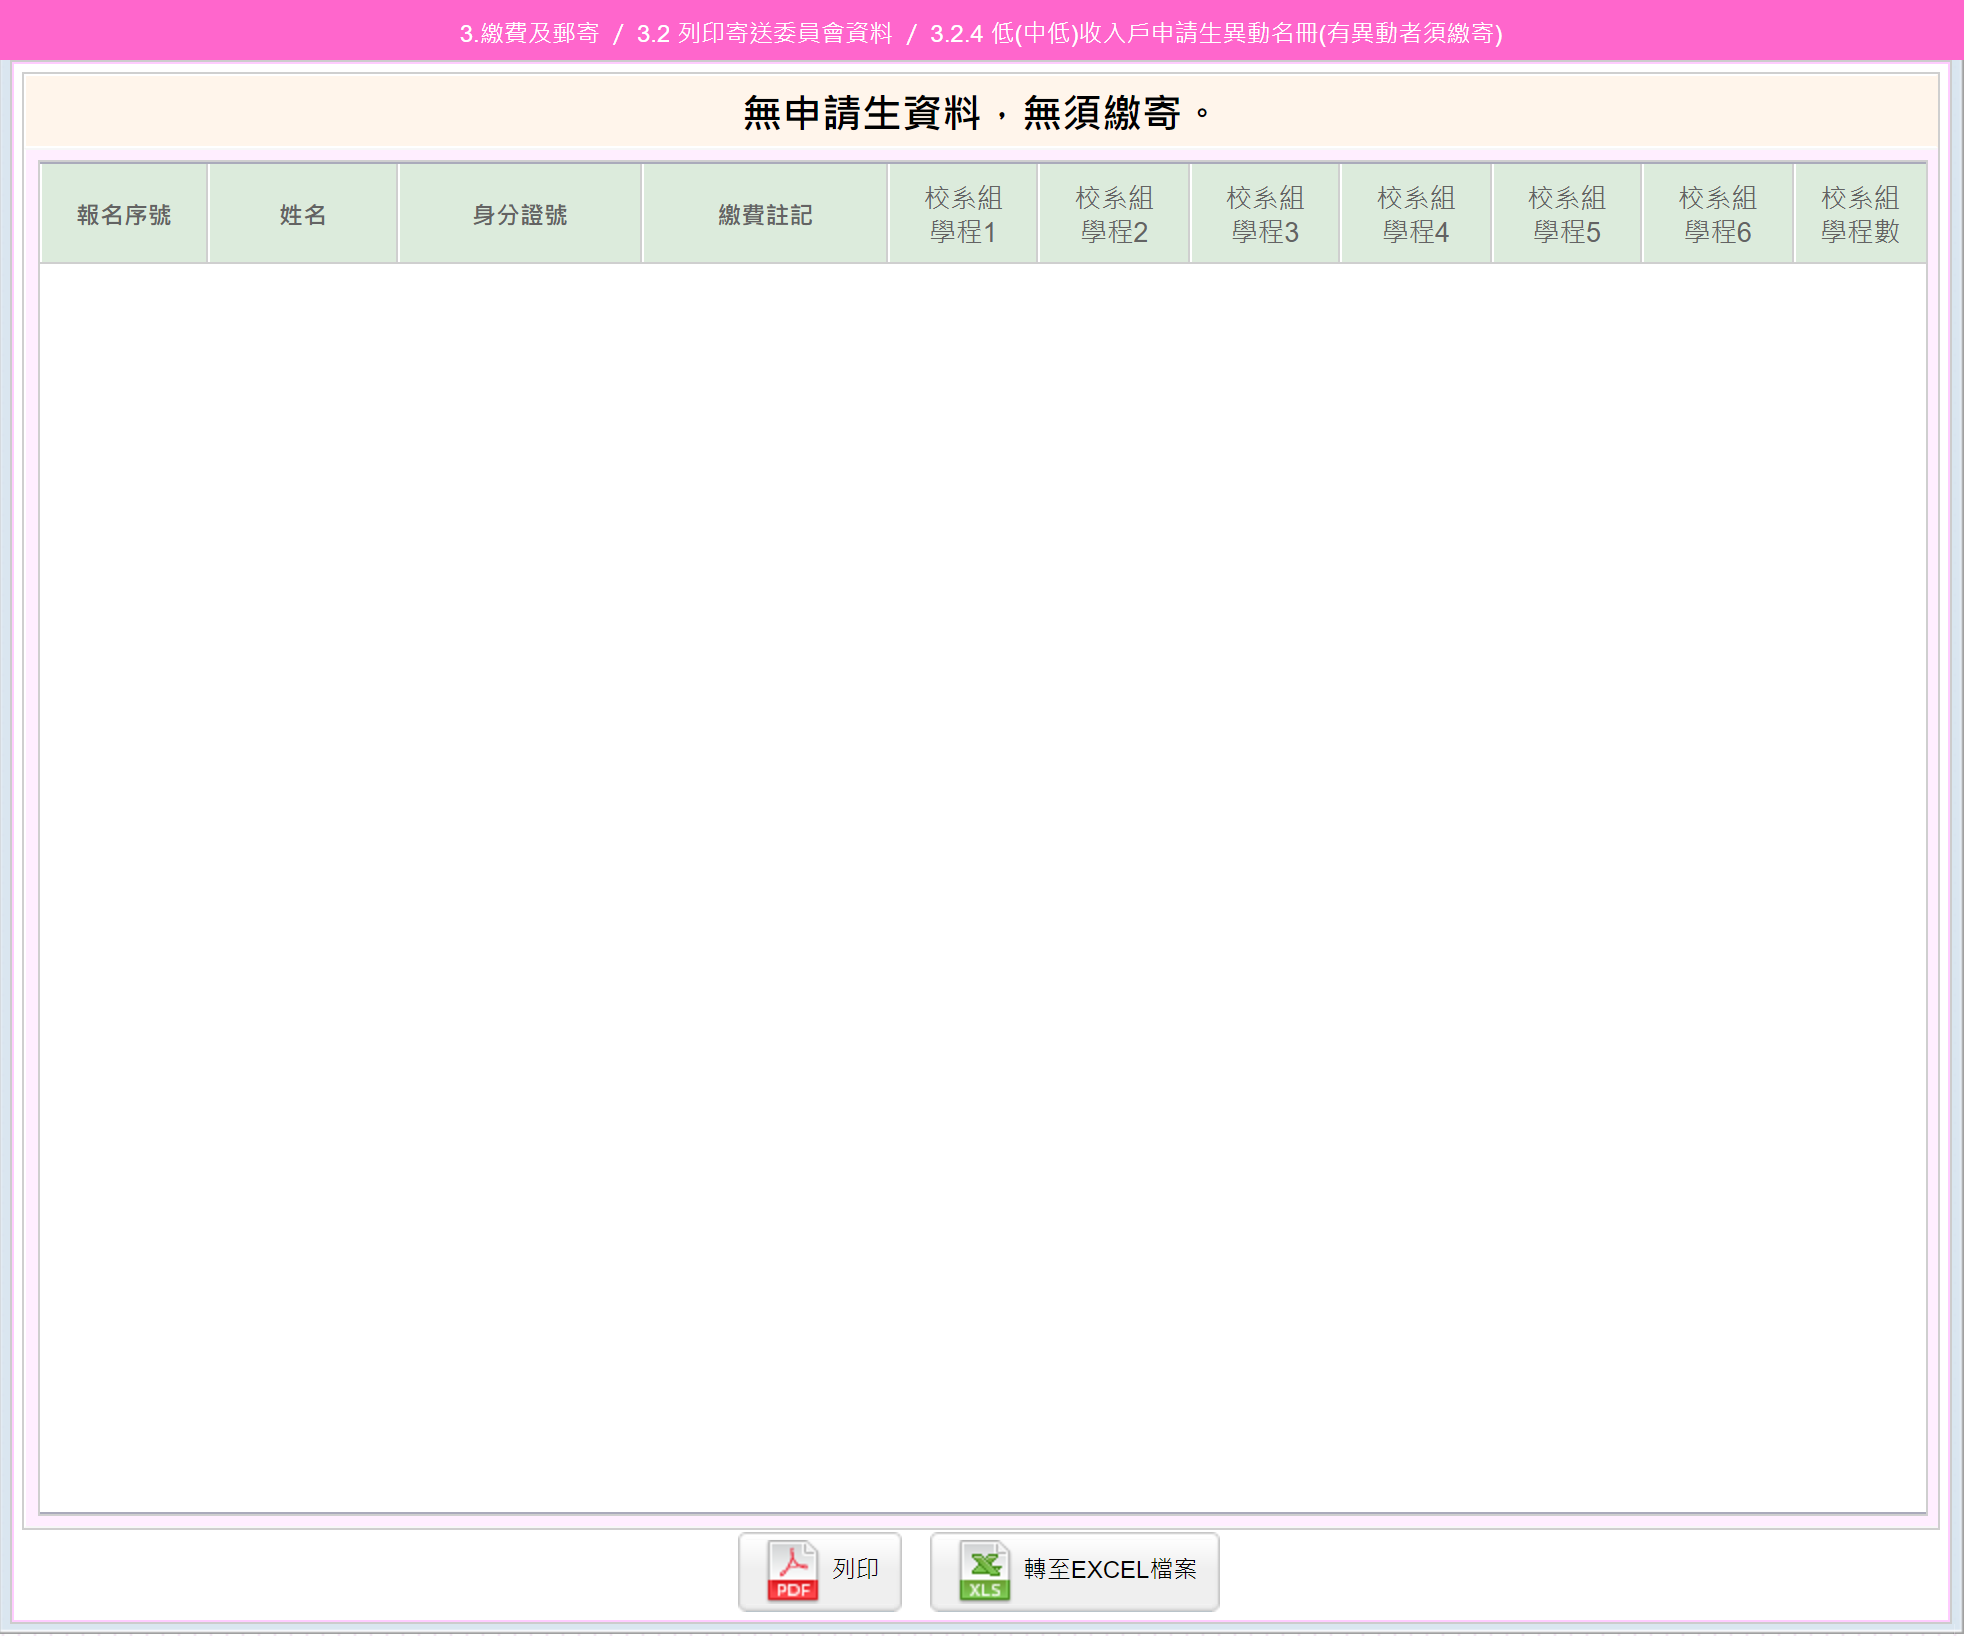 3.繳費及郵寄 / 3.2 列印寄送委員會資料 / 3.2.4 低(中低)收入戶申請生異動名冊(有異動者須繳寄)
無申請生資料，無須繳寄。
報名序號 姓名 身分證號 繳費註記 校系組 校系組 校系組 校系組 校系組 校系組 校系組
學程1 學程2 學程3 學程4 學程5 學程6 學程數
PDF 列印 XLS 轉至EXCEL檔案